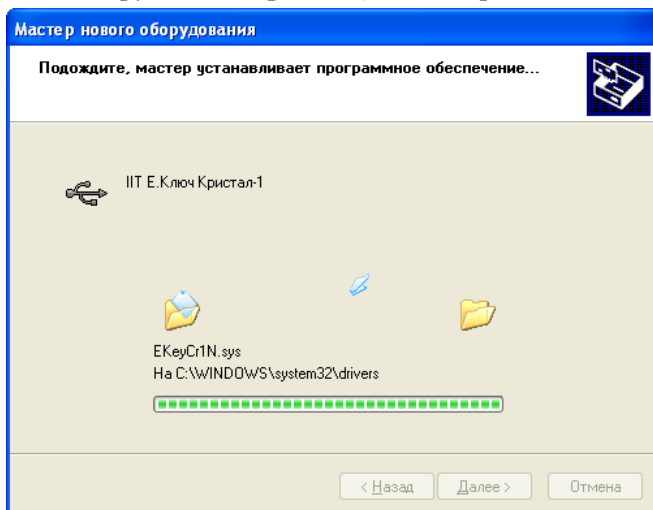 Мастер нового оборудования
Подождите, мастер устанавливает программное обеспечение...
ІІТ Е.Ключ Кристал-1
EKeyCr1N.sys
На C:\WINDOWS\system32\drivers
< Назад
Далее >
Отмена